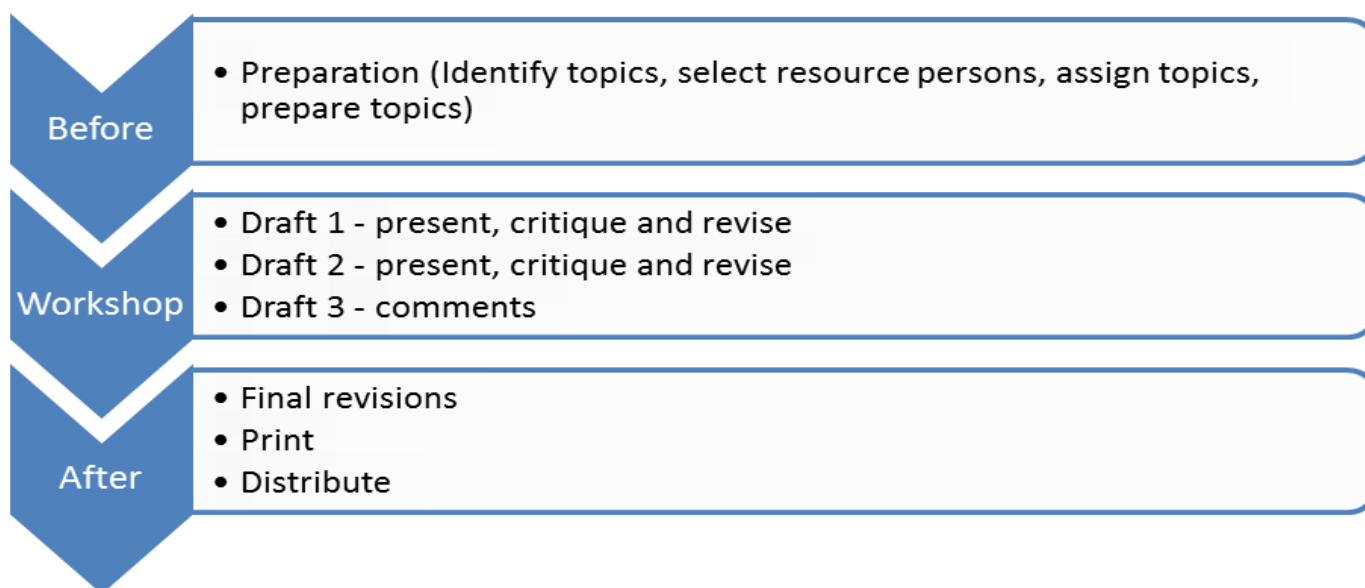 Before
• Preparation (Identify topics, select resource persons, assign topics,
prepare topics)
Workshop
• Draft 1 - present, critique and revise
• Draft 2 - present, critique and revise
• Draft 3 - comments
After
• Final revisions
• Print
• Distribute